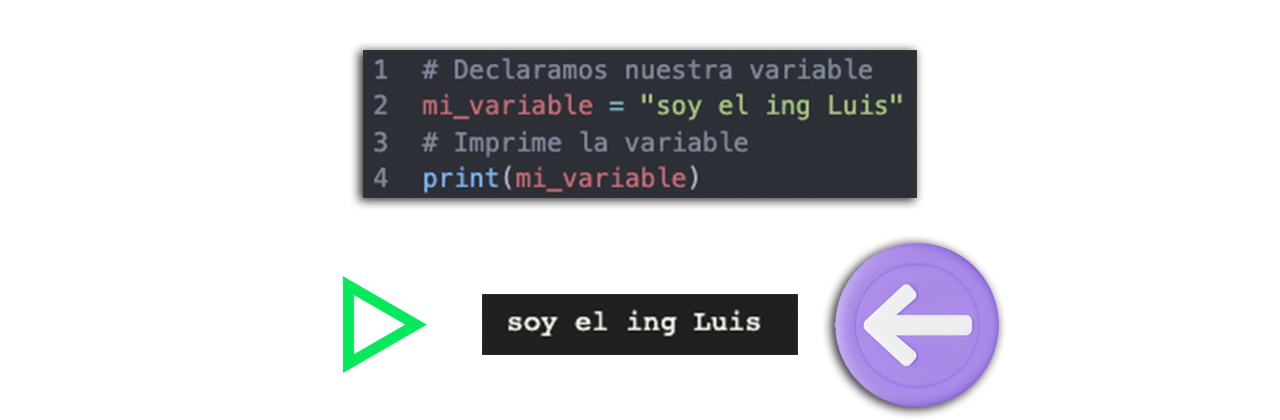 1 # Declaramos nuestra variable
2 mi_variable = "soy el ing Luis"
3 # Imprime la variable
4 print(mi_variable)
soy el ing Luis